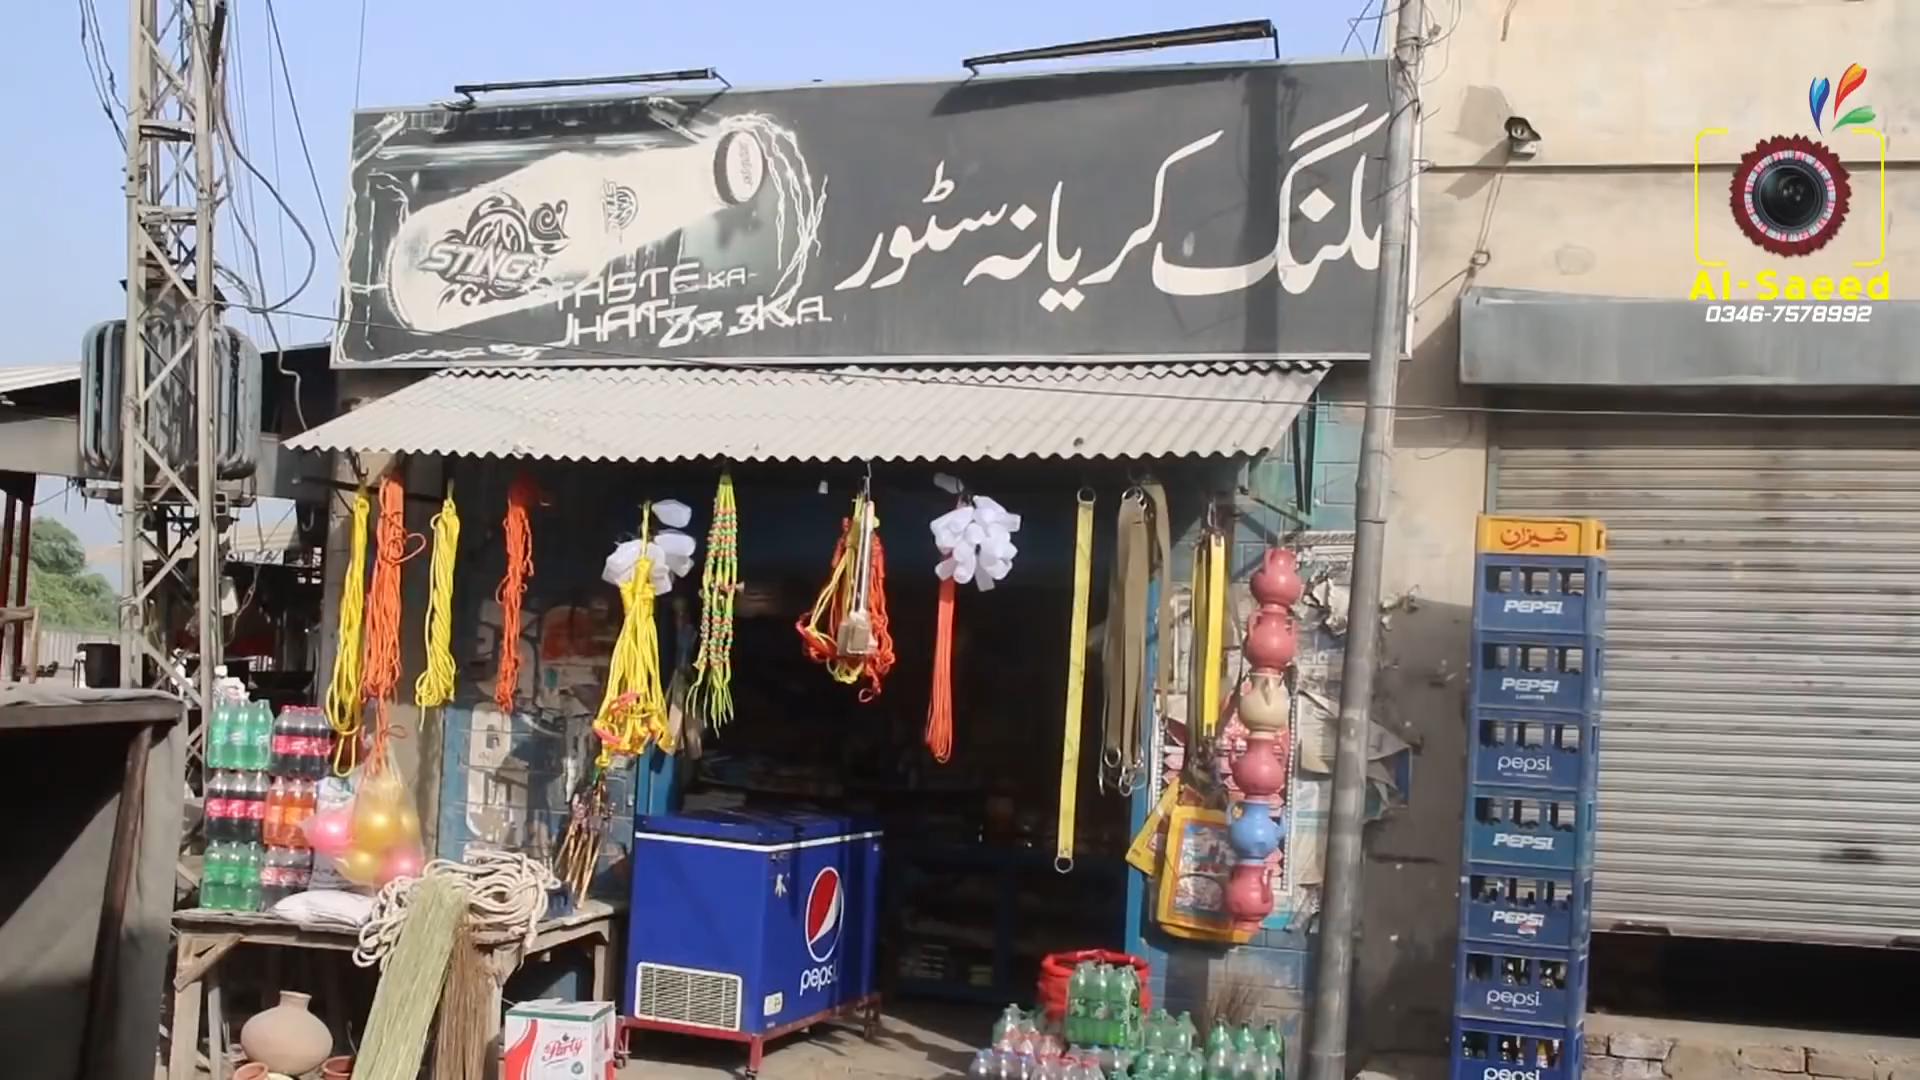 ملنگ کریانہ سٹور
STING
STING
TASTE KA
JHATKA
Al-Saeed
0346-7578992
شیزان
PEPSI
PEPSI
pepsi
PEPSI
PEPSI
pepsi
pepsi
pepsi
Party